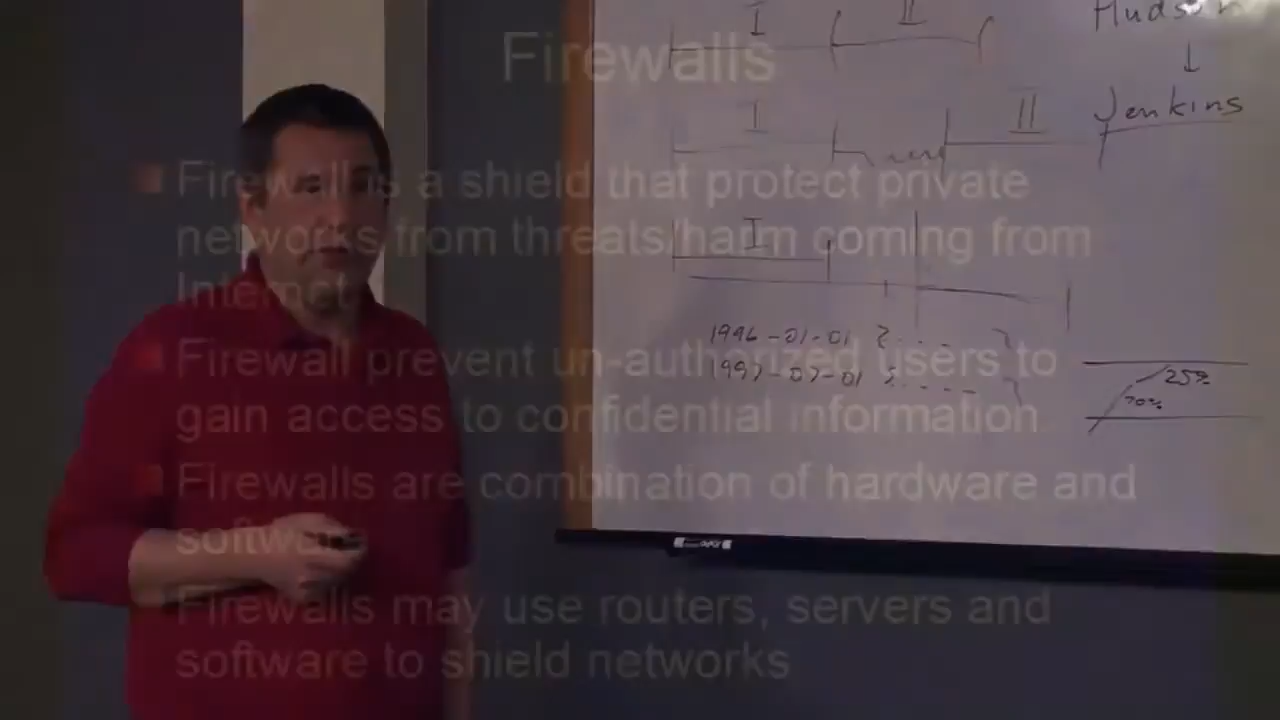 Firewalls
Firewall is a shield that protect private
networks from threats/harm coming from
Internet
Firewall prevent un-authorized users to
gain access to confidential information
Firewalls are combination of hardware and
software
Firewalls may use routers, servers and
software to shield networks
I II
Hudson
↓
I II
Jenkins
I
1996-01-01
1997-07-01
25%
70%